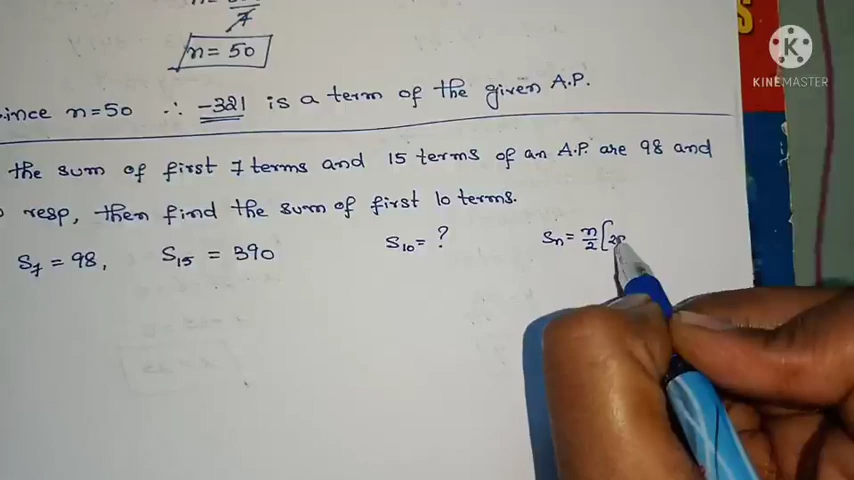 n = 50
since n=50 ∴ -321 is a term of the given A.P.
the sum of first 7 terms and 15 terms of an A.P. are 98 and
resp, then find the sum of first 10 terms.
S7 = 98, S15 = 390 S10 = ? Sn = n/2 [2a
KINEMASTER